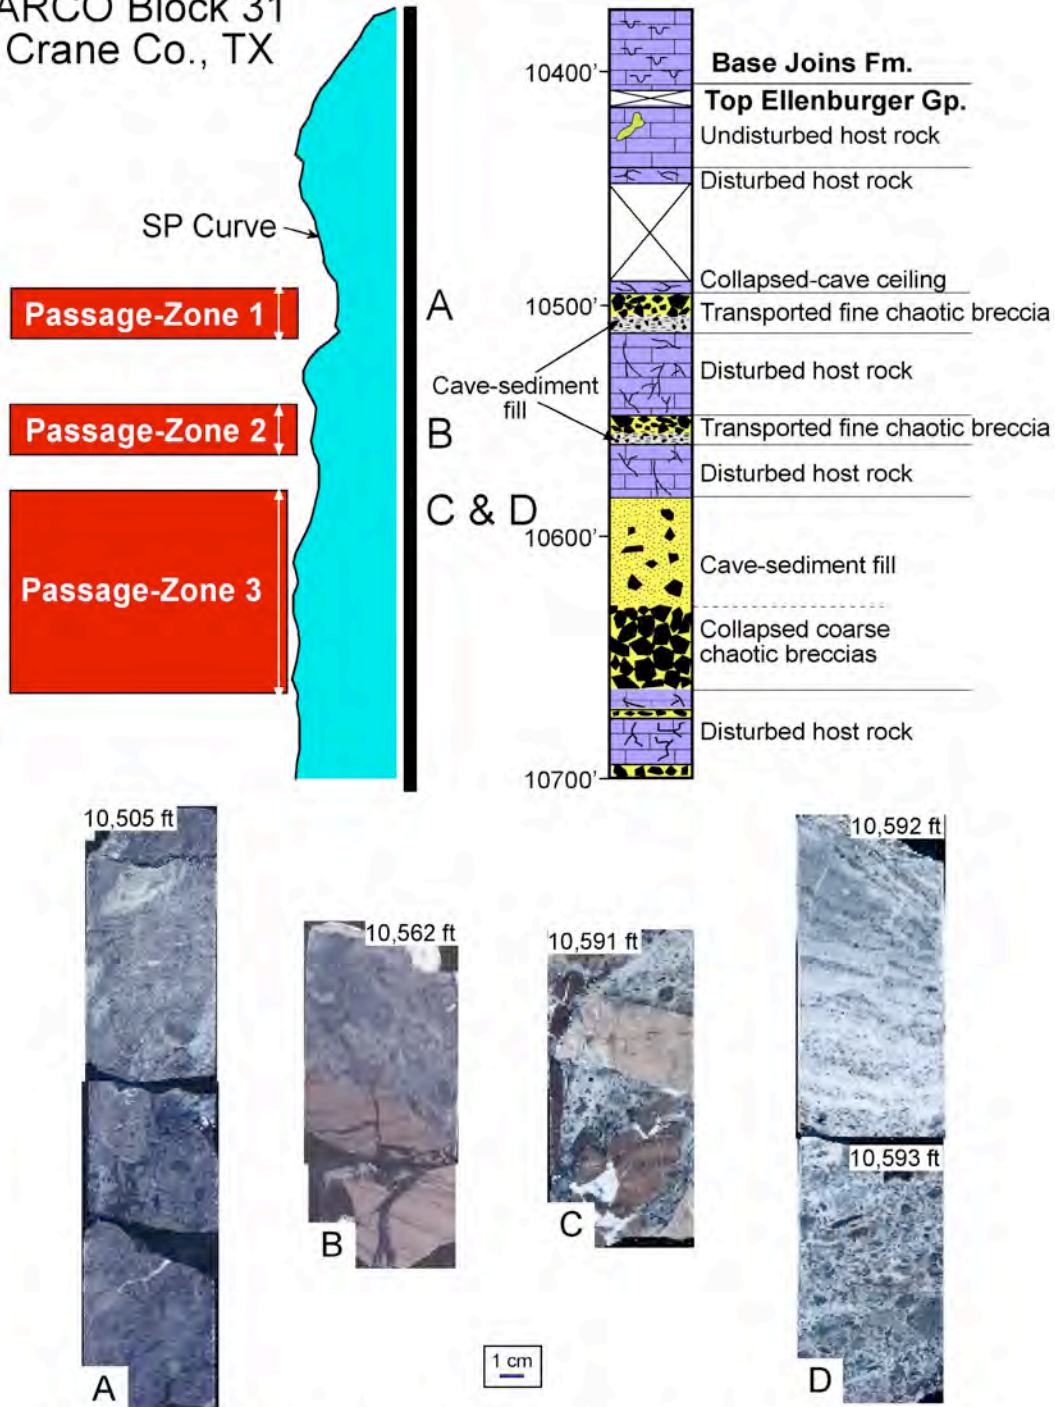 ARCO Block 31
Crane Co., TX
SP Curve
Passage-Zone 1
Passage-Zone 2
Passage-Zone 3
A
B
C & D
Cave-sediment
fill
10400'
10500'
10600'
10700'
Base Joins Fm.
Top Ellenburger Gp.
Undisturbed host rock
Disturbed host rock
Collapsed-cave ceiling
Transported fine chaotic breccia
Disturbed host rock
Transported fine chaotic breccia
Disturbed host rock
Cave-sediment fill
Collapsed coarse
chaotic breccias
Disturbed host rock
10,505 ft
A
10,562 ft
B
10,591 ft
C
10,592 ft
10,593 ft
D
1 cm